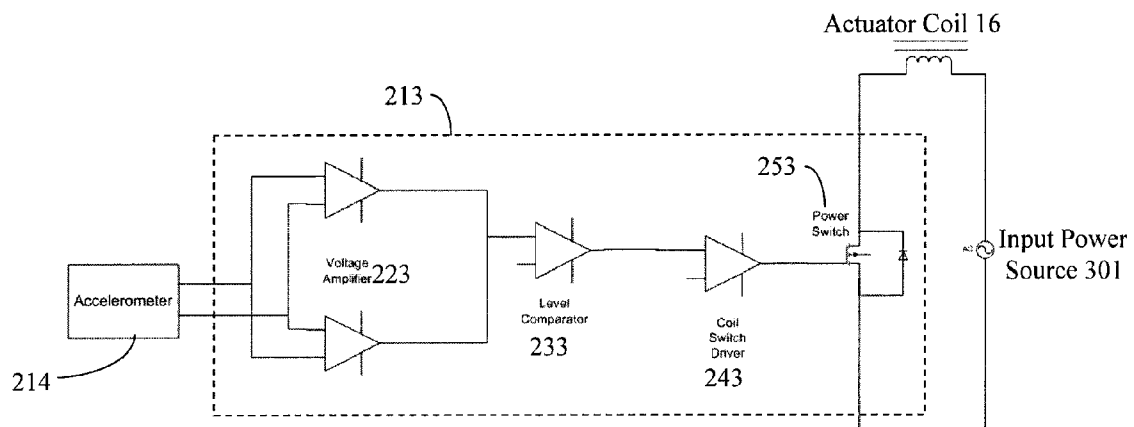 Actuator Coil 16
213
253
Power
Switch
Input Power
Source 301
Voltage
Amplifier 223
Accelerometer
Level
Comparator
233
Coil
Switch
Driver
243
214